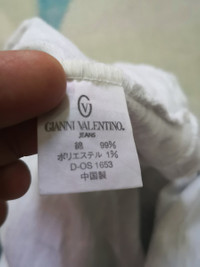 GV
GIANNI VALENTINO.
JEANS
綿 99%
ポリエステル 1%
D-OS 1653
中国製